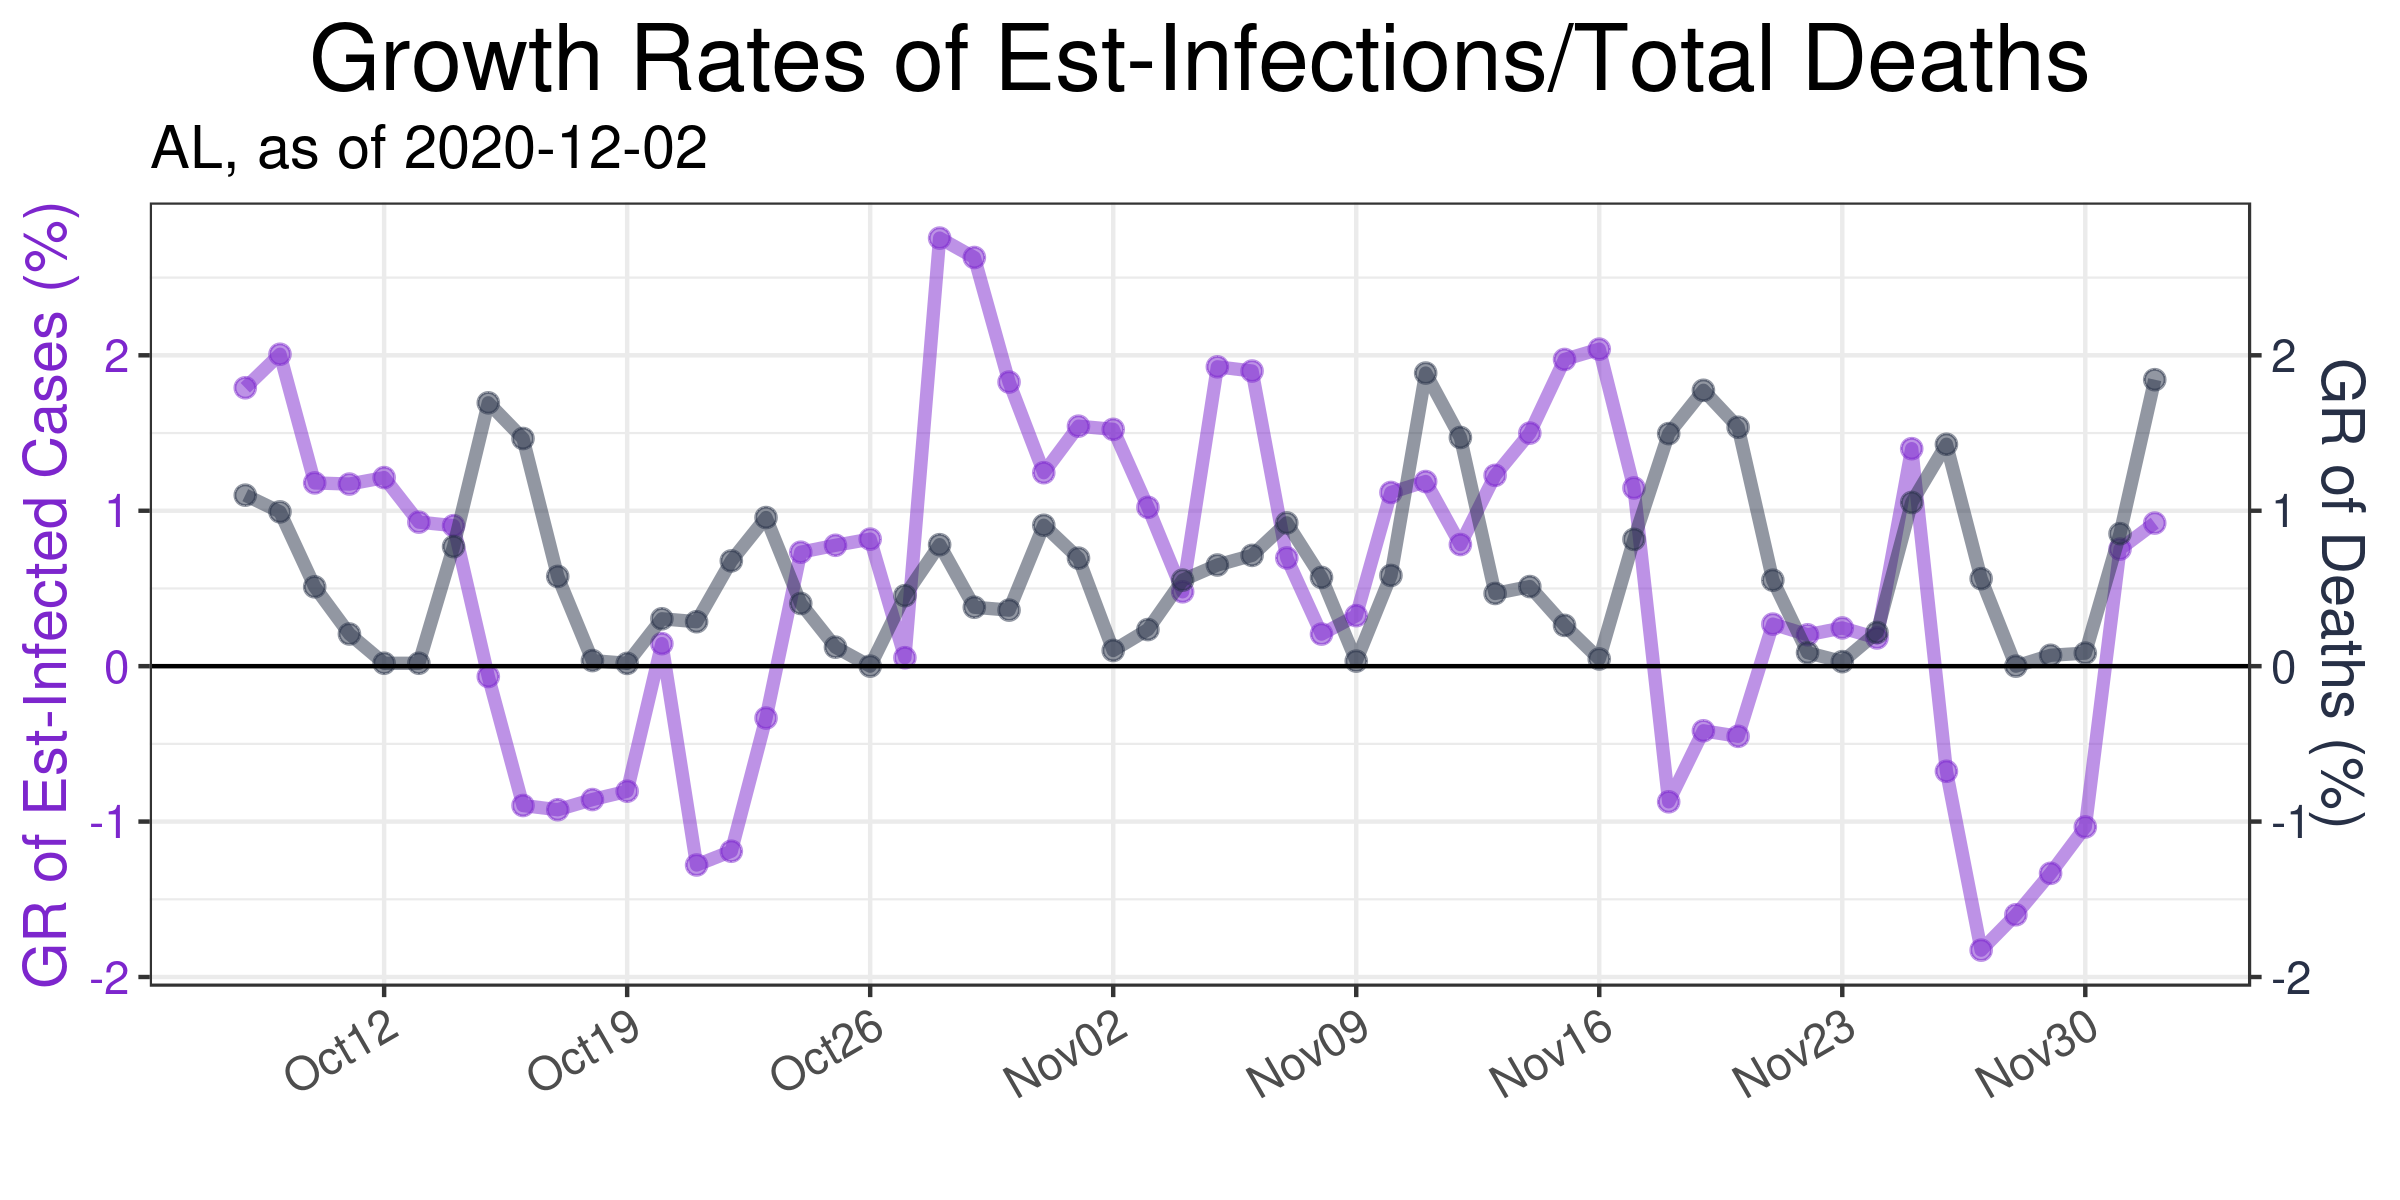 Growth Rates of Est-Infections/Total Deaths
AL, as of 2020-12-02
GR of Est-Infected Cases (%)
2
1
0
-1
-2
2
1
0
-1
-2
GR of Deaths (%)
Oct12
Oct19
Oct26
Nov02
Nov09
Nov16
Nov23
Nov30